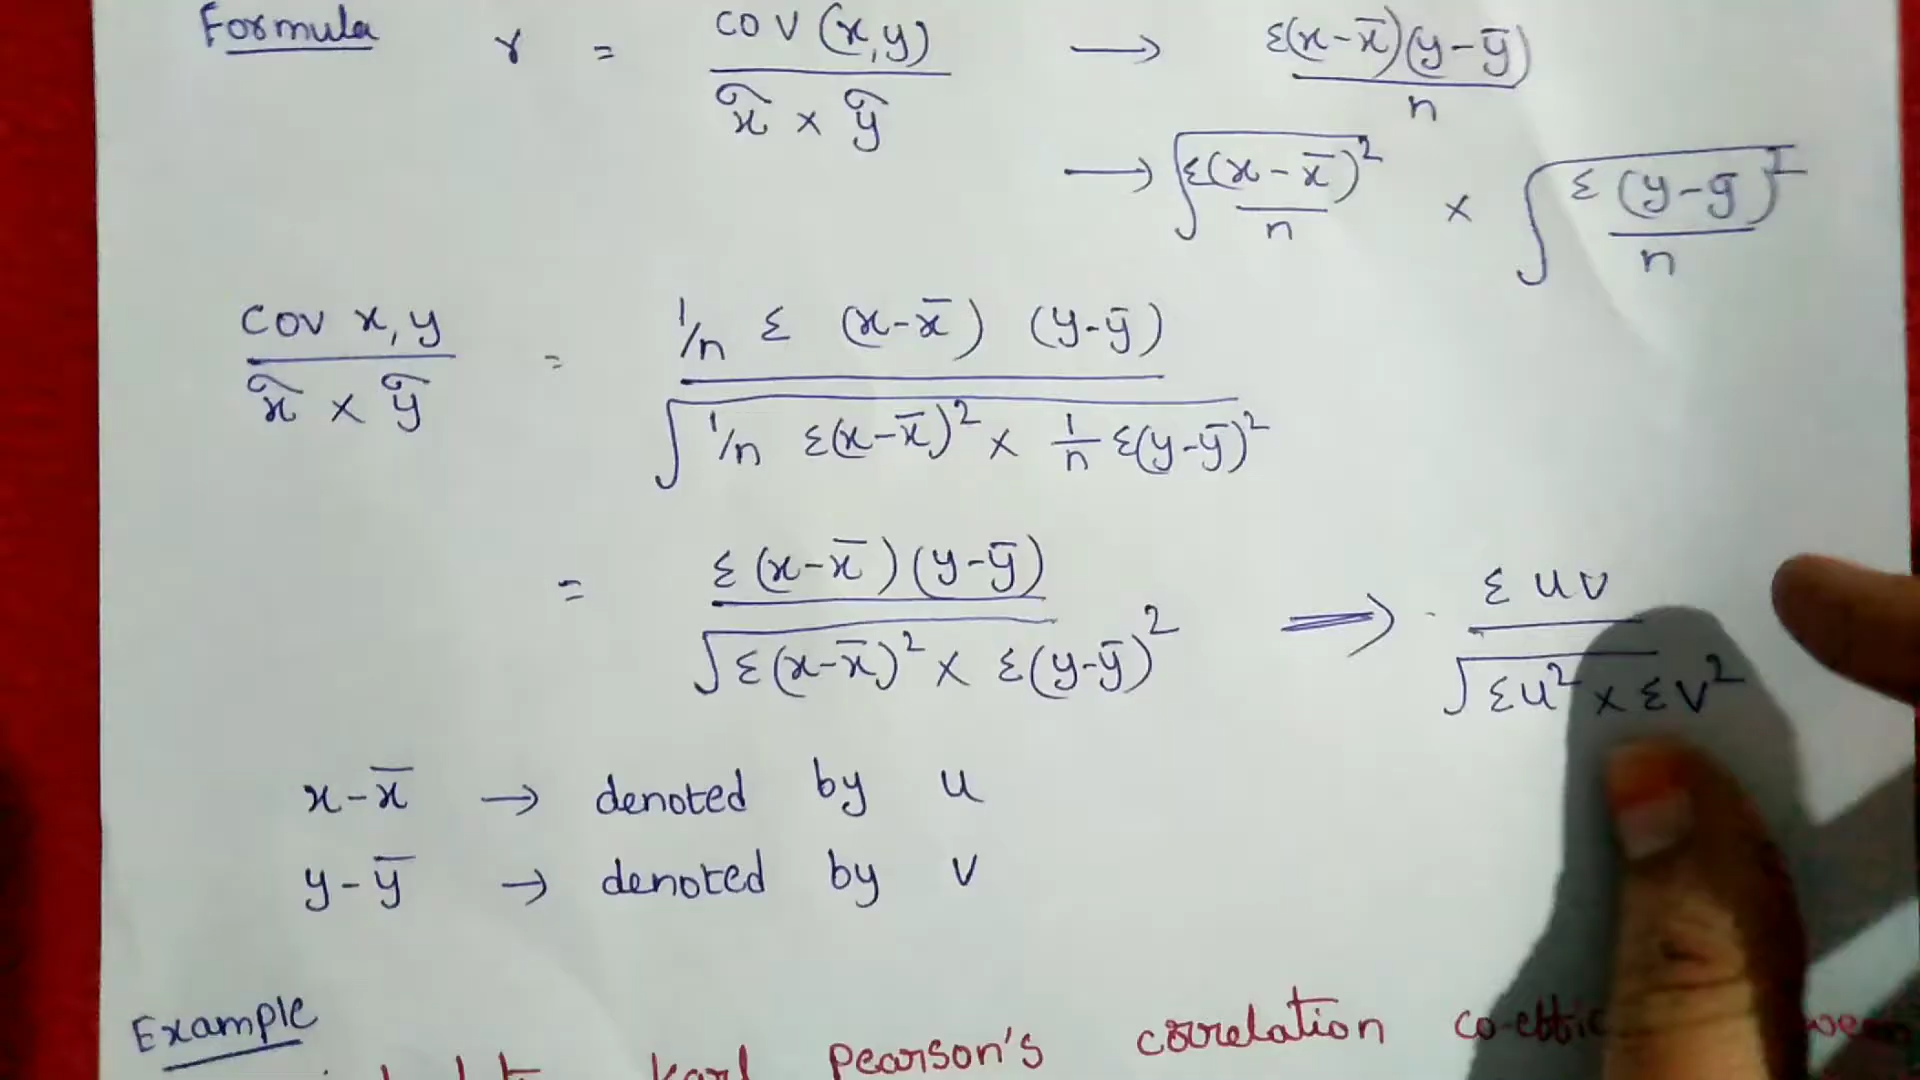 Formula r = cov(x,y) / σx × σy → Σ(x-x̄)(y-ȳ) / n
→ √Σ(x-x̄)²/n × √Σ(y-ȳ)²/n
cov x,y / σx × σy = 1/n Σ (x-x̄) (y-ȳ) / √1/n Σ(x-x̄)² × 1/n Σ(y-ȳ)²
= Σ(x-x̄)(y-ȳ) / √Σ(x-x̄)² × Σ(y-ȳ)² ⇒ Σuv / √Σu² × Σv²
x-x̄ → denoted by u
y-ȳ → denoted by v
Example
Karl pearson's correlation